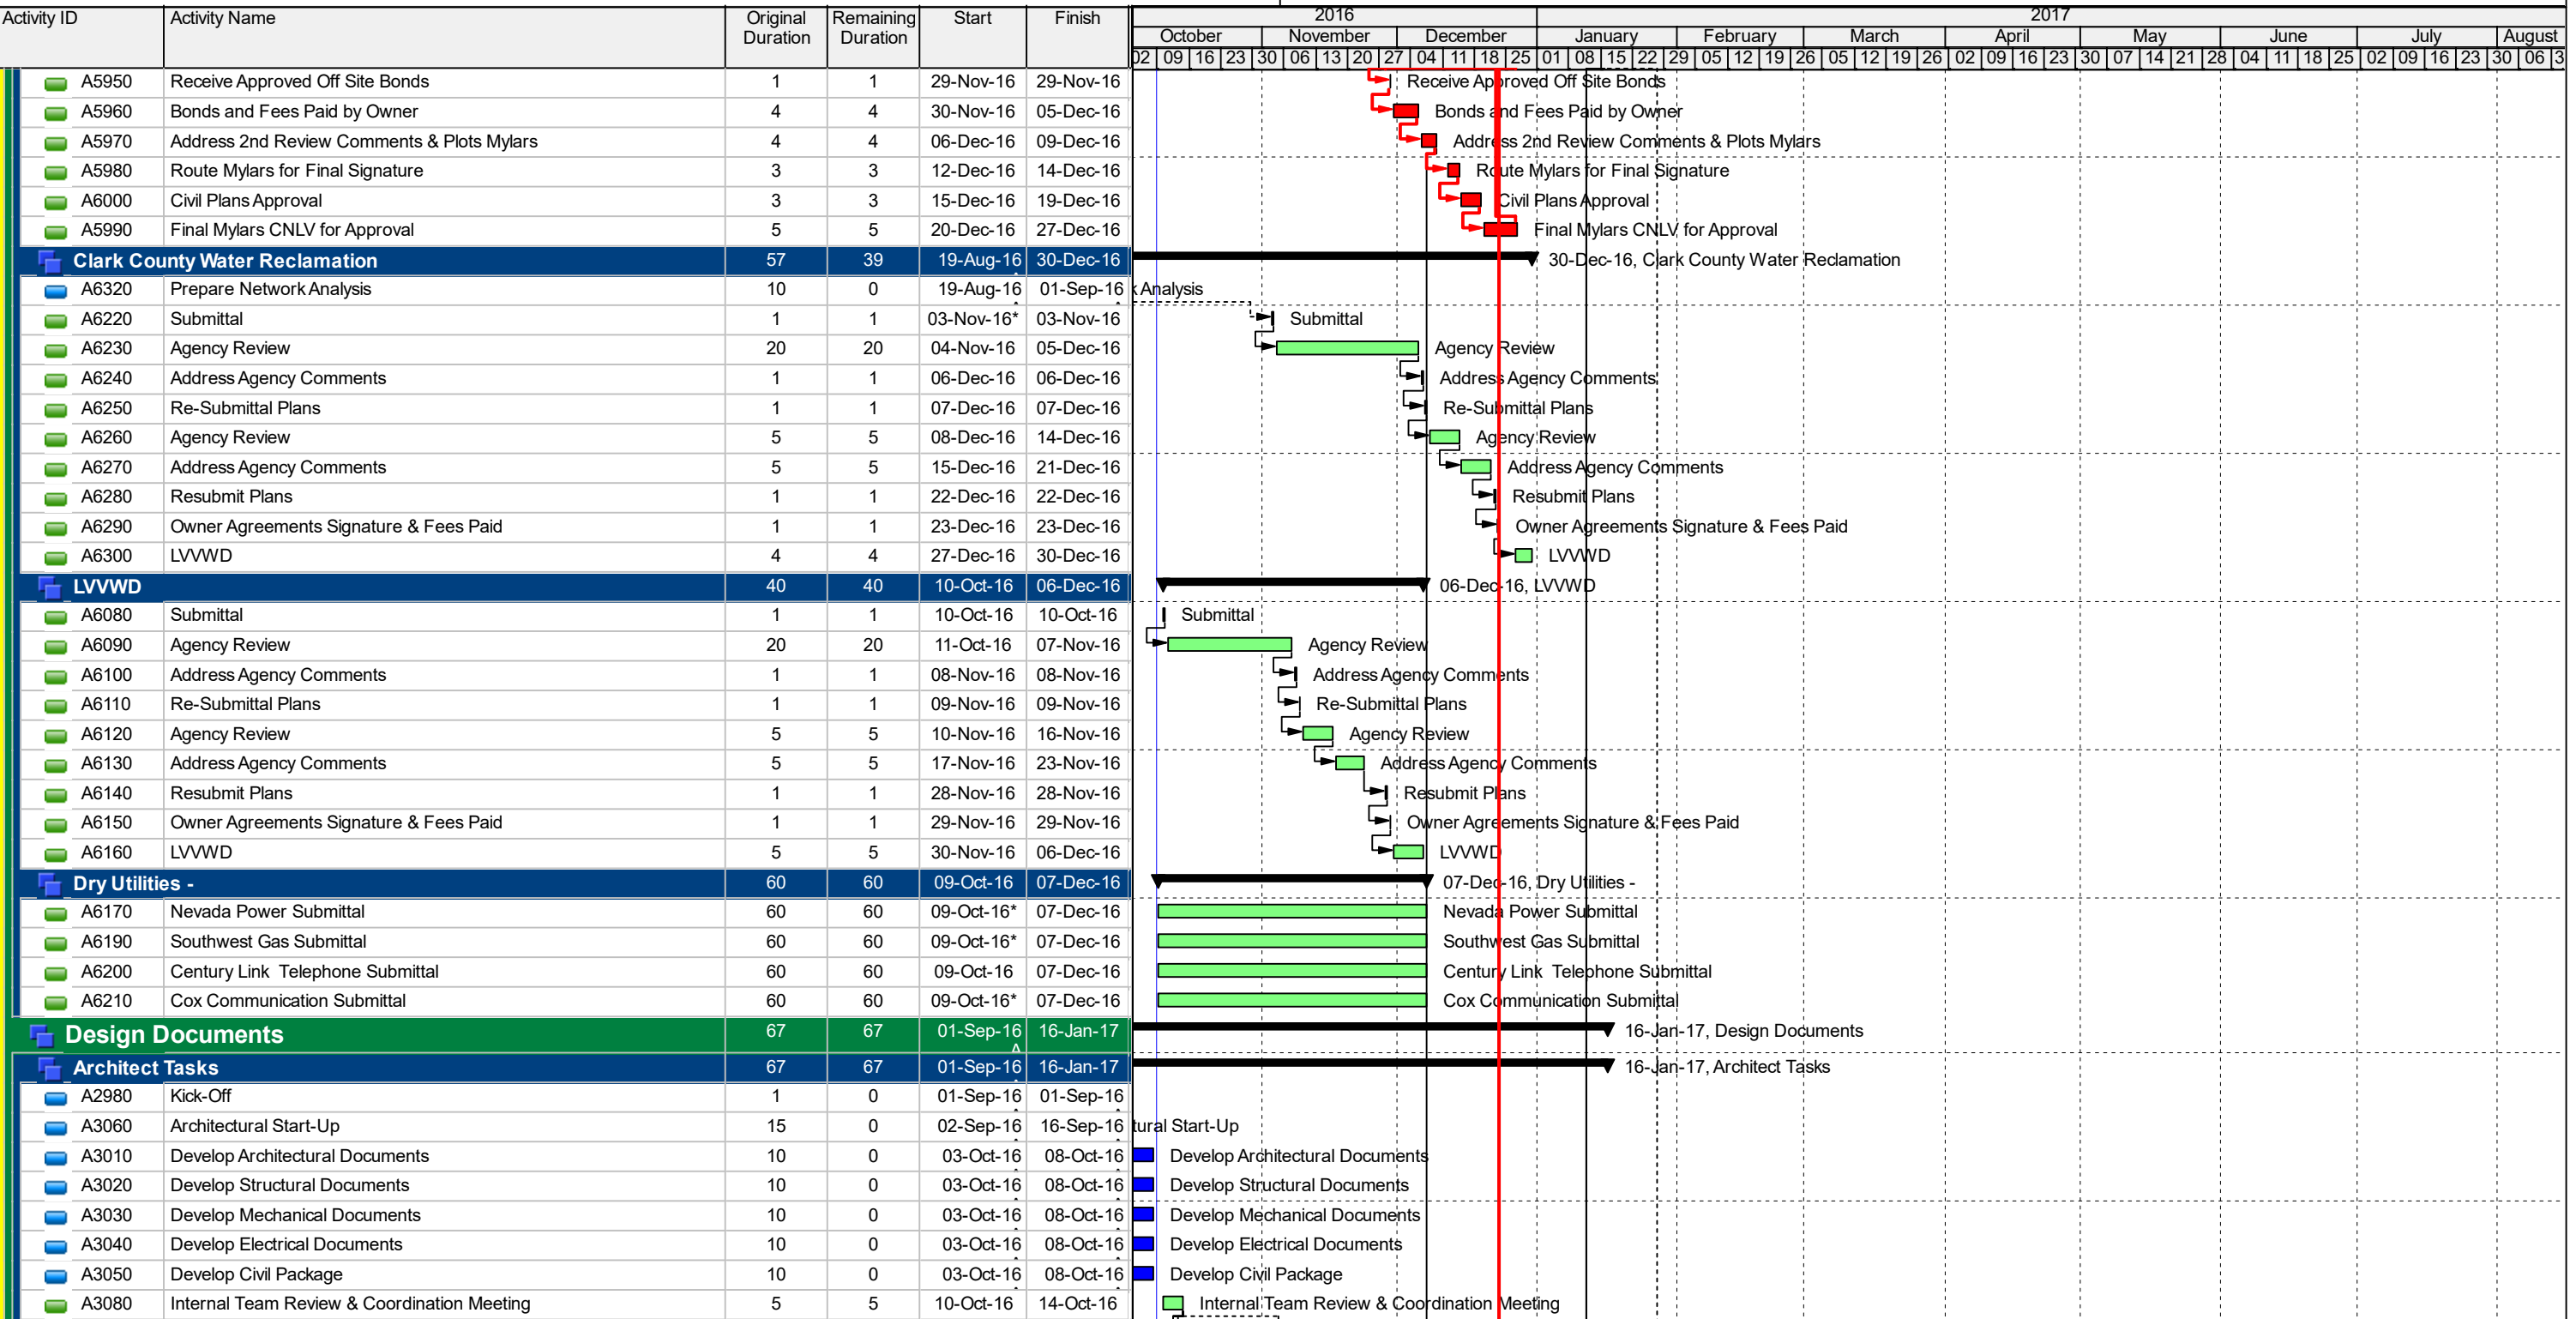 Activity ID Activity Name Original Duration Remaining Duration Start Finish
2016 2017
October November December January February March April May June July August
02 09 16 23 30 06 13 20 27 04 11 18 25 01 08 15 22 29 05 12 19 26 05 12 19 26 02 09 16 23 30 07 14 21 28 04 11 18 25 02 09 16 23 30 06
A5950 Receive Approved Off Site Bonds 1 1 29-Nov-16 29-Nov-16 Receive Approved Off Site Bonds
A5960 Bonds and Fees Paid by Owner 4 4 30-Nov-16 05-Dec-16 Bonds and Fees Paid by Owner
A5970 Address 2nd Review Comments & Plots Mylars 4 4 06-Dec-16 09-Dec-16 Address 2nd Review Comments & Plots Mylars
A5980 Route Mylars for Final Signature 3 3 12-Dec-16 14-Dec-16 Route Mylars for Final Signature
A6000 Civil Plans Approval 3 3 15-Dec-16 19-Dec-16 Civil Plans Approval
A5990 Final Mylars CNLV for Approval 5 5 20-Dec-16 27-Dec-16 Final Mylars CNLV for Approval
Clark County Water Reclamation 57 39 19-Aug-16 30-Dec-16 30-Dec-16, Clark County Water Reclamation
A6320 Prepare Network Analysis 10 0 19-Aug-16 01-Sep-16 k Analysis
A6220 Submittal 1 1 03-Nov-16* 03-Nov-16 Submittal
A6230 Agency Review 20 20 04-Nov-16 05-Dec-16 Agency Review
A6240 Address Agency Comments 1 1 06-Dec-16 06-Dec-16 Address Agency Comments
A6250 Re-Submittal Plans 1 1 07-Dec-16 07-Dec-16 Re-Submittal Plans
A6260 Agency Review 5 5 08-Dec-16 14-Dec-16 Agency Review
A6270 Address Agency Comments 5 5 15-Dec-16 21-Dec-16 Address Agency Comments
A6280 Resubmit Plans 1 1 22-Dec-16 22-Dec-16 Resubmit Plans
A6290 Owner Agreements Signature & Fees Paid 1 1 23-Dec-16 23-Dec-16 Owner Agreements Signature & Fees Paid
A6300 LVVWD 4 4 27-Dec-16 30-Dec-16 LVVWD
LVVWD 40 40 10-Oct-16 06-Dec-16 06-Dec-16, LVVWD
A6080 Submittal 1 1 10-Oct-16 10-Oct-16 Submittal
A6090 Agency Review 20 20 11-Oct-16 07-Nov-16 Agency Review
A6100 Address Agency Comments 1 1 08-Nov-16 08-Nov-16 Address Agency Comments
A6110 Re-Submittal Plans 1 1 09-Nov-16 09-Nov-16 Re-Submittal Plans
A6120 Agency Review 5 5 10-Nov-16 16-Nov-16 Agency Review
A6130 Address Agency Comments 5 5 17-Nov-16 23-Nov-16 Address Agency Comments
A6140 Resubmit Plans 1 1 28-Nov-16 28-Nov-16 Resubmit Plans
A6150 Owner Agreements Signature & Fees Paid 1 1 29-Nov-16 29-Nov-16 Owner Agreements Signature & Fees Paid
A6160 LVVWD 5 5 30-Nov-16 06-Dec-16 LVVWD
Dry Utilities - 60 60 09-Oct-16 07-Dec-16 07-Dec-16, Dry Utilities -
A6170 Nevada Power Submittal 60 60 09-Oct-16* 07-Dec-16 Nevada Power Submittal
A6190 Southwest Gas Submittal 60 60 09-Oct-16* 07-Dec-16 Southwest Gas Submittal
A6200 Century Link Telephone Submittal 60 60 09-Oct-16 07-Dec-16 Century Link Telephone Submittal
A6210 Cox Communication Submittal 60 60 09-Oct-16* 07-Dec-16 Cox Communication Submittal
Design Documents 67 67 01-Sep-16 A 16-Jan-17 16-Jan-17, Design Documents
Architect Tasks 67 67 01-Sep-16 16-Jan-17 16-Jan-17, Architect Tasks
A2980 Kick-Off 1 0 01-Sep-16 01-Sep-16
A3060 Architectural Start-Up 15 0 02-Sep-16 16-Sep-16 tural Start-Up
A3010 Develop Architectural Documents 10 0 03-Oct-16 08-Oct-16 Develop Architectural Documents
A3020 Develop Structural Documents 10 0 03-Oct-16 08-Oct-16 Develop Structural Documents
A3030 Develop Mechanical Documents 10 0 03-Oct-16 08-Oct-16 Develop Mechanical Documents
A3040 Develop Electrical Documents 10 0 03-Oct-16 08-Oct-16 Develop Electrical Documents
A3050 Develop Civil Package 10 0 03-Oct-16 08-Oct-16 Develop Civil Package
A3080 Internal Team Review & Coordination Meeting 5 5 10-Oct-16 14-Oct-16 Internal Team Review & Coordination Meeting